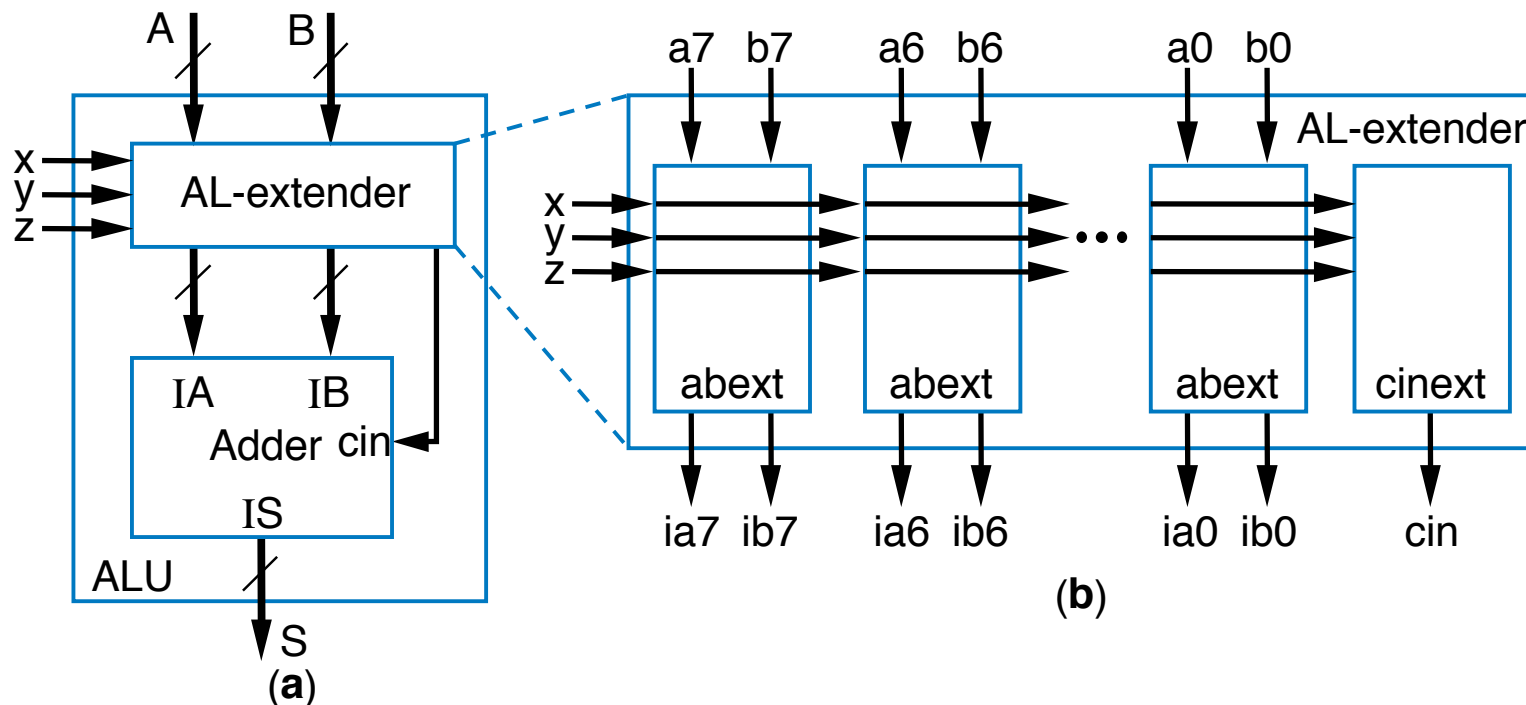 A B
x
y
z
AL-extender
IA IB
Adder cin
IS
ALU
S
(a)
a7 b7 a6 b6 a0 b0
AL-extender
x
y
z
•••
abext abext abext cinext
ia7 ib7 ia6 ib6 ia0 ib0 cin
(b)